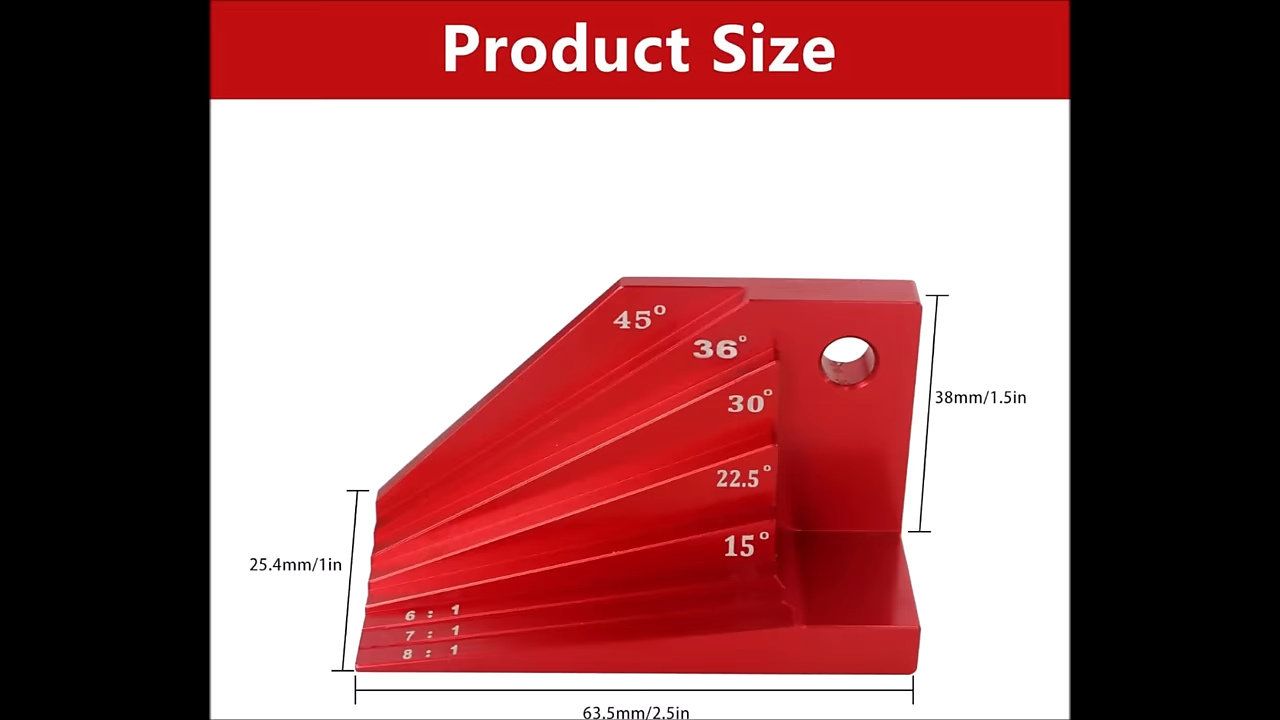 Product Size
45°
36°
30°
22.5°
15°
6 : 1
7 : 1
8 : 1
38mm/1.5in
25.4mm/1in
63.5mm/2.5in